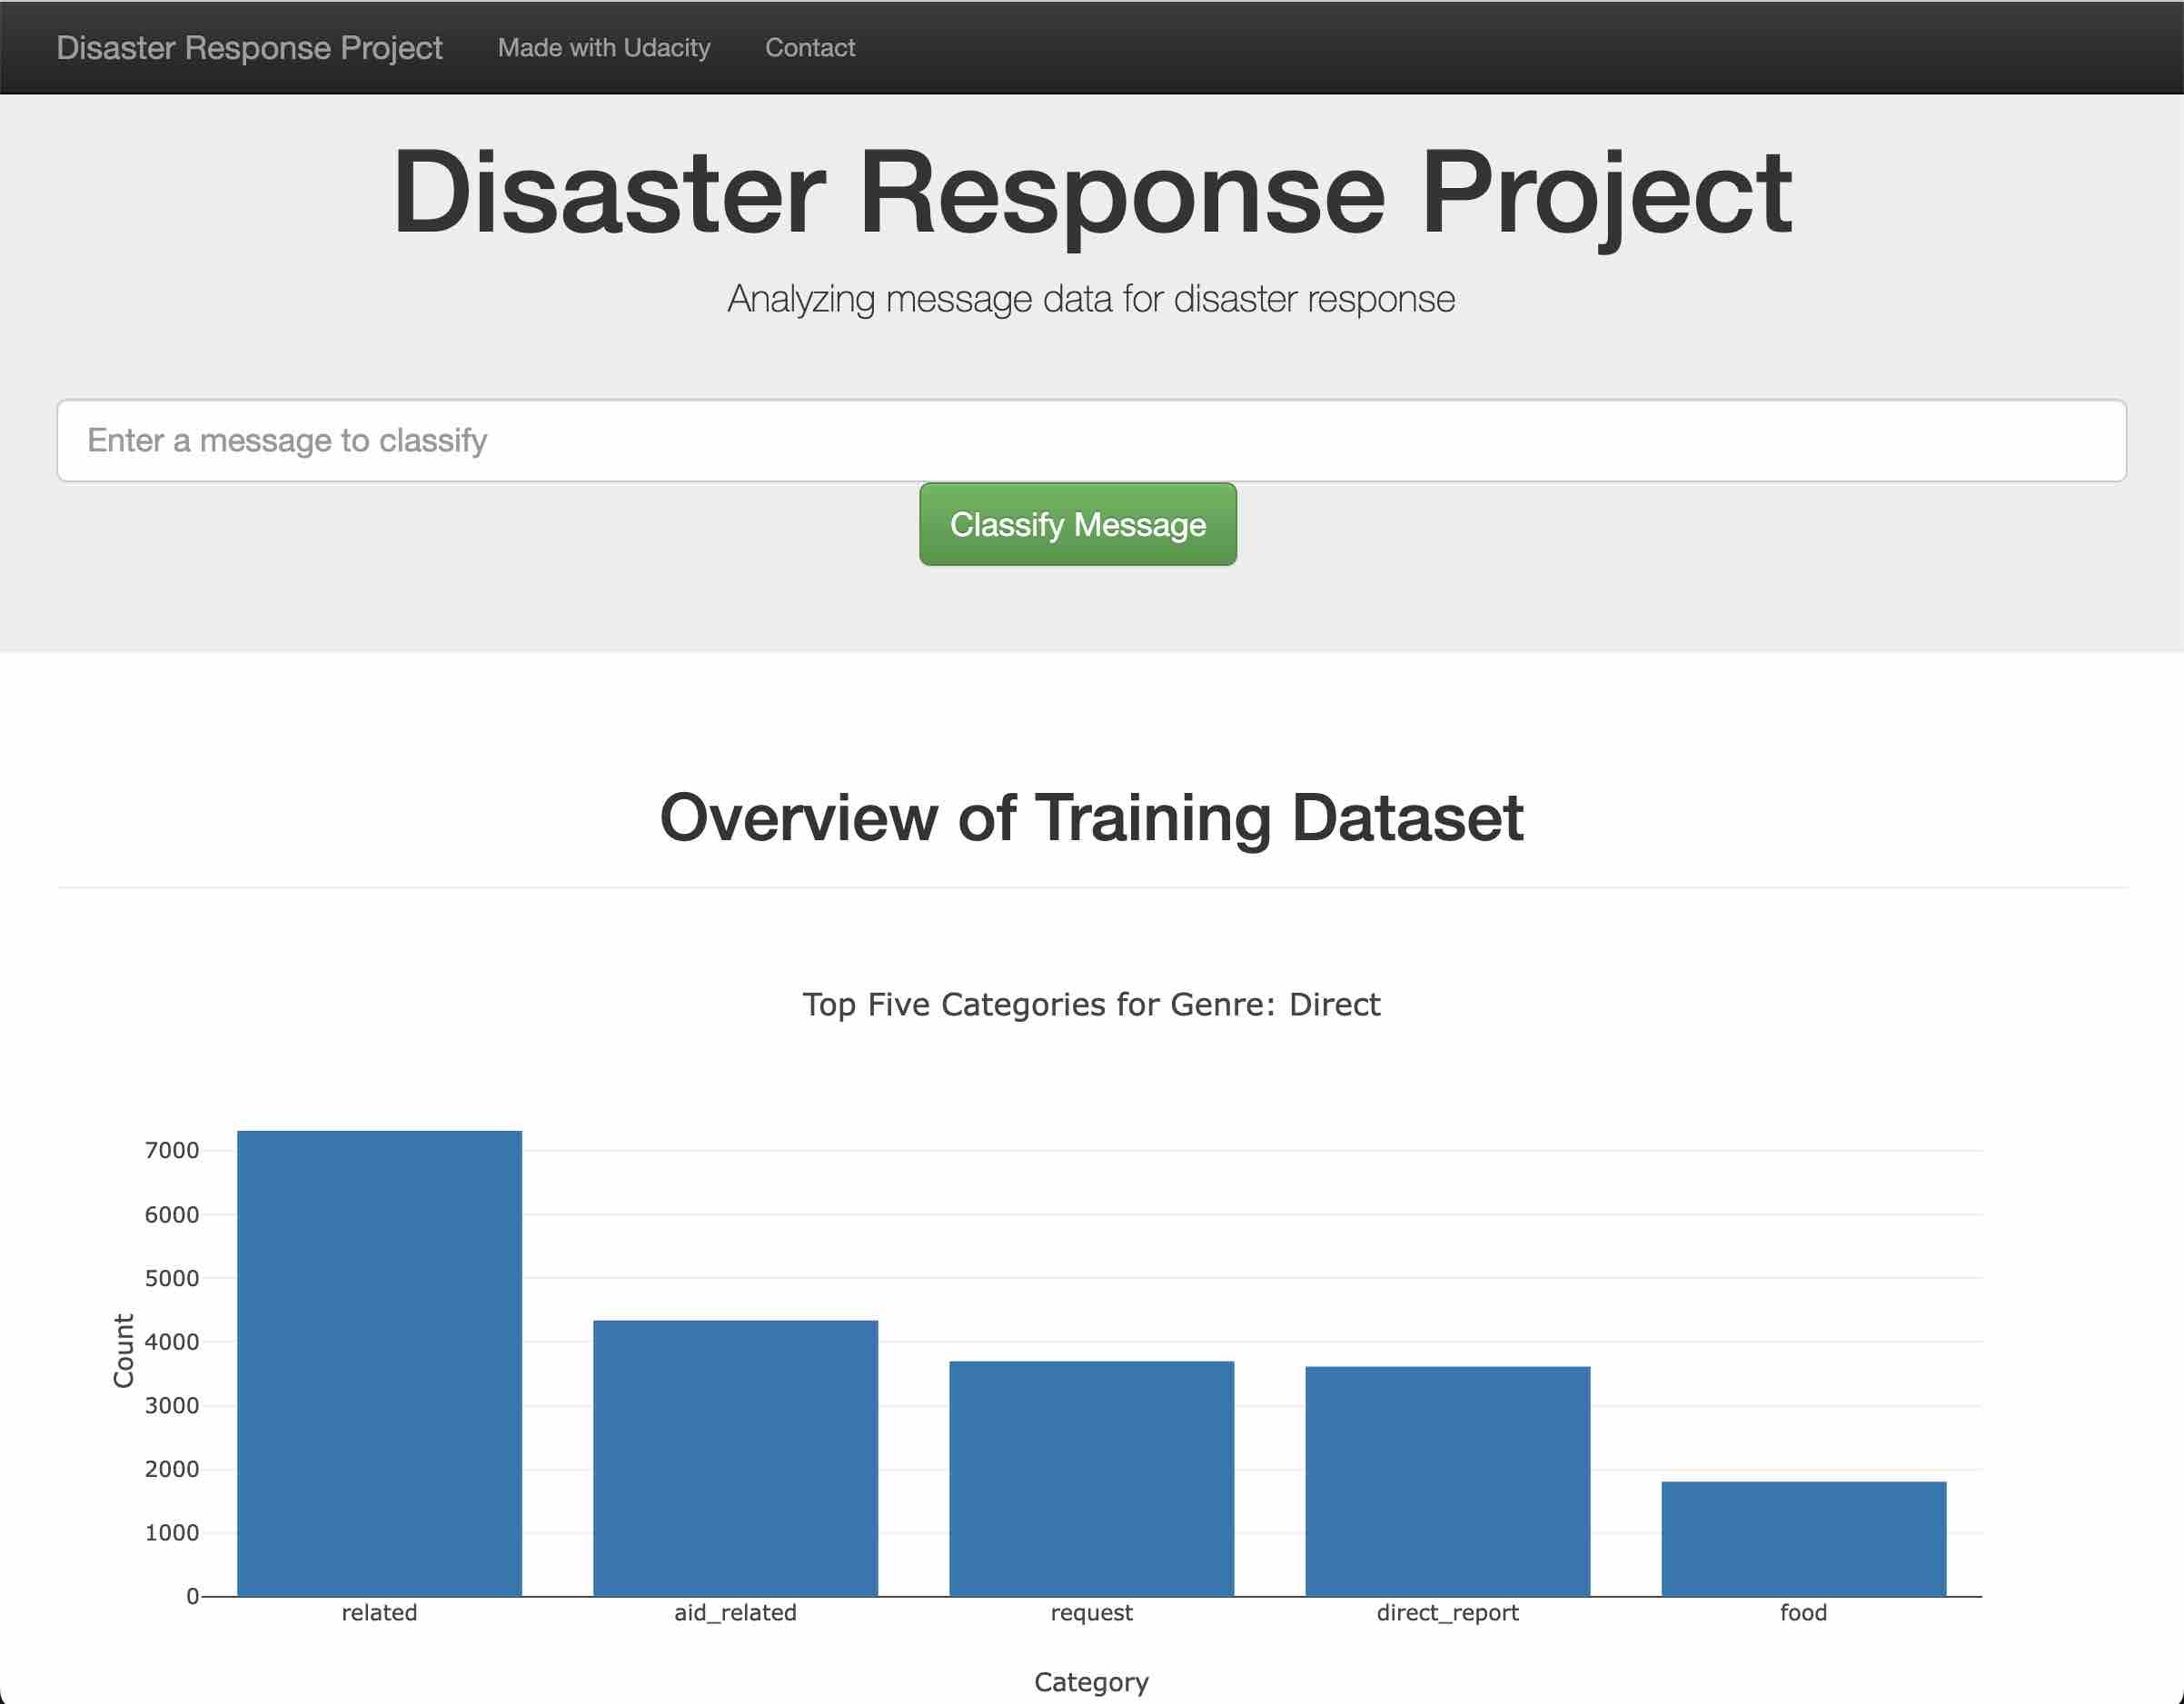 Disaster Response Project Made with Udacity Contact
Disaster Response Project
Analyzing message data for disaster response
Enter a message to classify
Classify Message
Overview of Training Dataset
Top Five Categories for Genre: Direct
7000
6000
5000
4000
3000
2000
1000
0
Count
related aid_related request direct_report food
Category